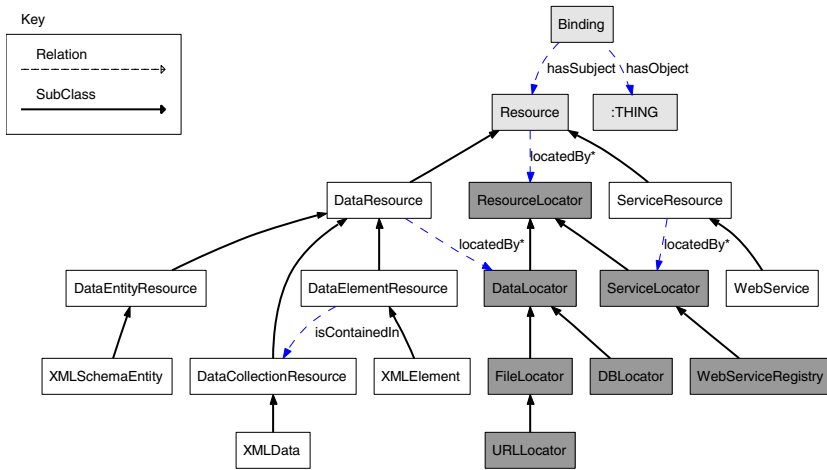 Key
Relation
SubClass
Binding
hasSubject
hasObject
Resource
:THING
locatedBy*
DataResource
ResourceLocator
ServiceResource
locatedBy*
locatedBy*
DataEntityResource
DataElementResource
DataLocator
ServiceLocator
WebService
isContainedIn
XMLSchemaEntity
DataCollectionResource
XMLElement
FileLocator
DBLocator
WebServiceRegistry
XMLData
URLLocator